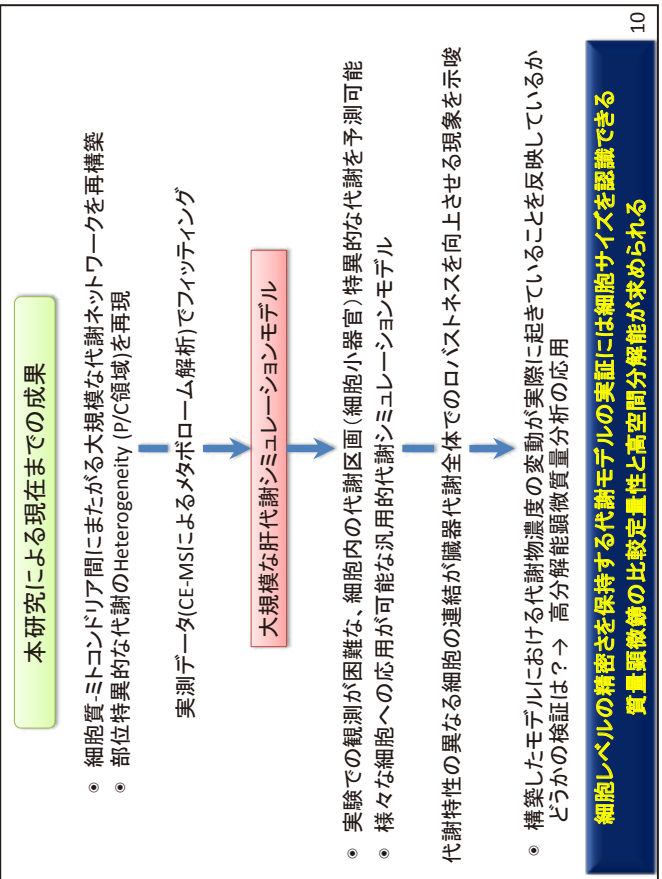 本研究による現在までの成果
◉ 細胞質-ミトコンドリア間にまたがる大規模な代謝ネットワークを再構築
◉ 部位特異的な代謝のHeterogeneity (P/C領域)を再現
実測データ(CE-MSによるメタボローム解析)でフィッティング
大規模な肝代謝シミュレーションモデル
◉ 実験での観測が困難な、細胞内の代謝区画(細胞小器官)特異的な代謝を予測可能
◉ 様々な細胞への応用が可能な汎用的代謝シミュレーションモデル
代謝特性の異なる細胞の連結が臓器代謝全体でのロバストネスを向上させる現象を示唆
◉ 構築したモデルにおける代謝物濃度の変動が実際に起きていることを反映しているか
どうかの検証は？→ 高分解能顕微質量分析の応用
細胞レベルの精密さを保持する代謝モデルの実証には細胞サイズを認識できる
質量顕微鏡の比較定量性と高空間分解能が求められる
10